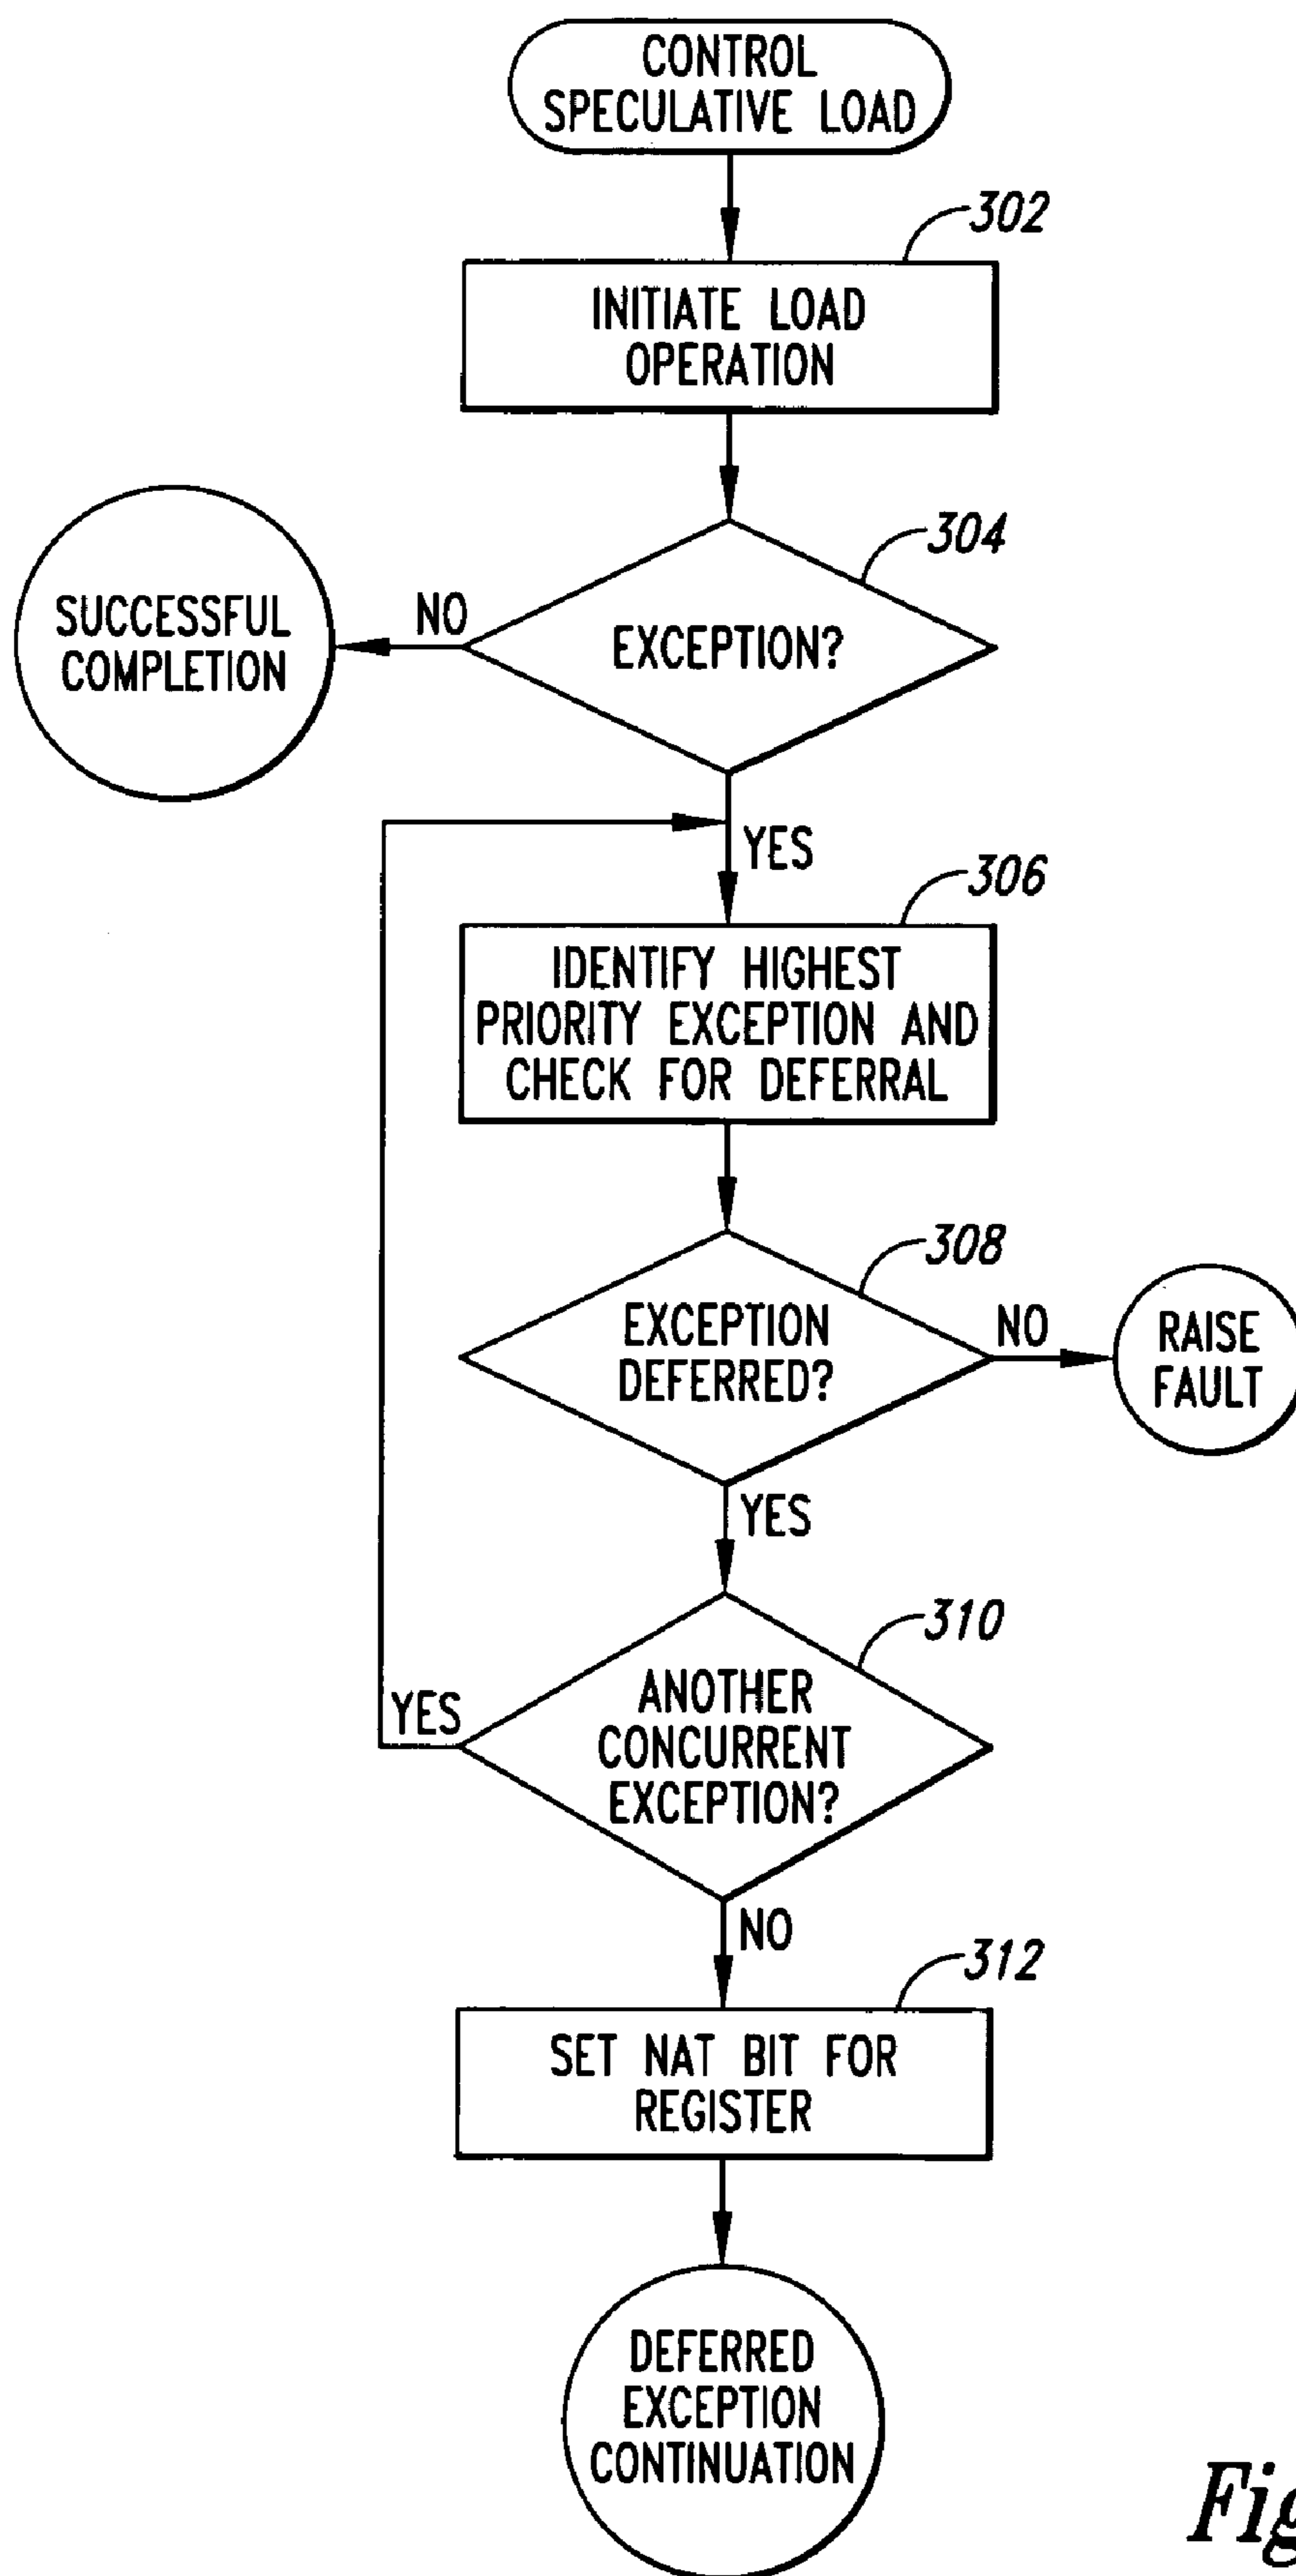 CONTROL
SPECULATIVE LOAD
302
INITIATE LOAD
OPERATION
304
SUCCESSFUL
COMPLETION
NO
EXCEPTION?
YES
306
IDENTIFY HIGHEST
PRIORITY EXCEPTION AND
CHECK FOR DEFERRAL
308
EXCEPTION
DEFERRED?
NO
RAISE
FAULT
YES
310
ANOTHER
CONCURRENT
EXCEPTION?
YES
NO
312
SET NAT BIT FOR
REGISTER
DEFERRED
EXCEPTION
CONTINUATION
Fig